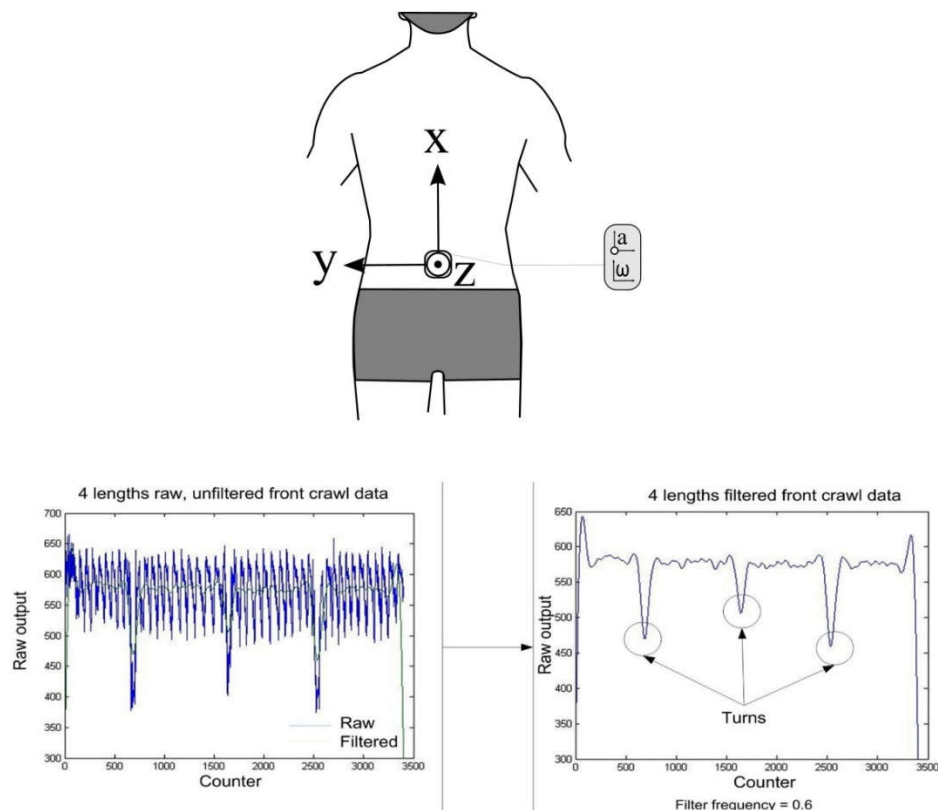 x
y
z
a
ω
4 lengths raw, unfiltered front crawl data
700
650
600
550
500
450
400
350
300
Raw output
0
500
1000
1500
2000
2500
3000
3500
Counter
Raw
Filtered
4 lengths filtered front crawl data
650
600
550
500
450
400
350
300
Raw output
0
500
1000
1500
2000
2500
3000
3500
Counter
Turns
Filter frequency = 0.6